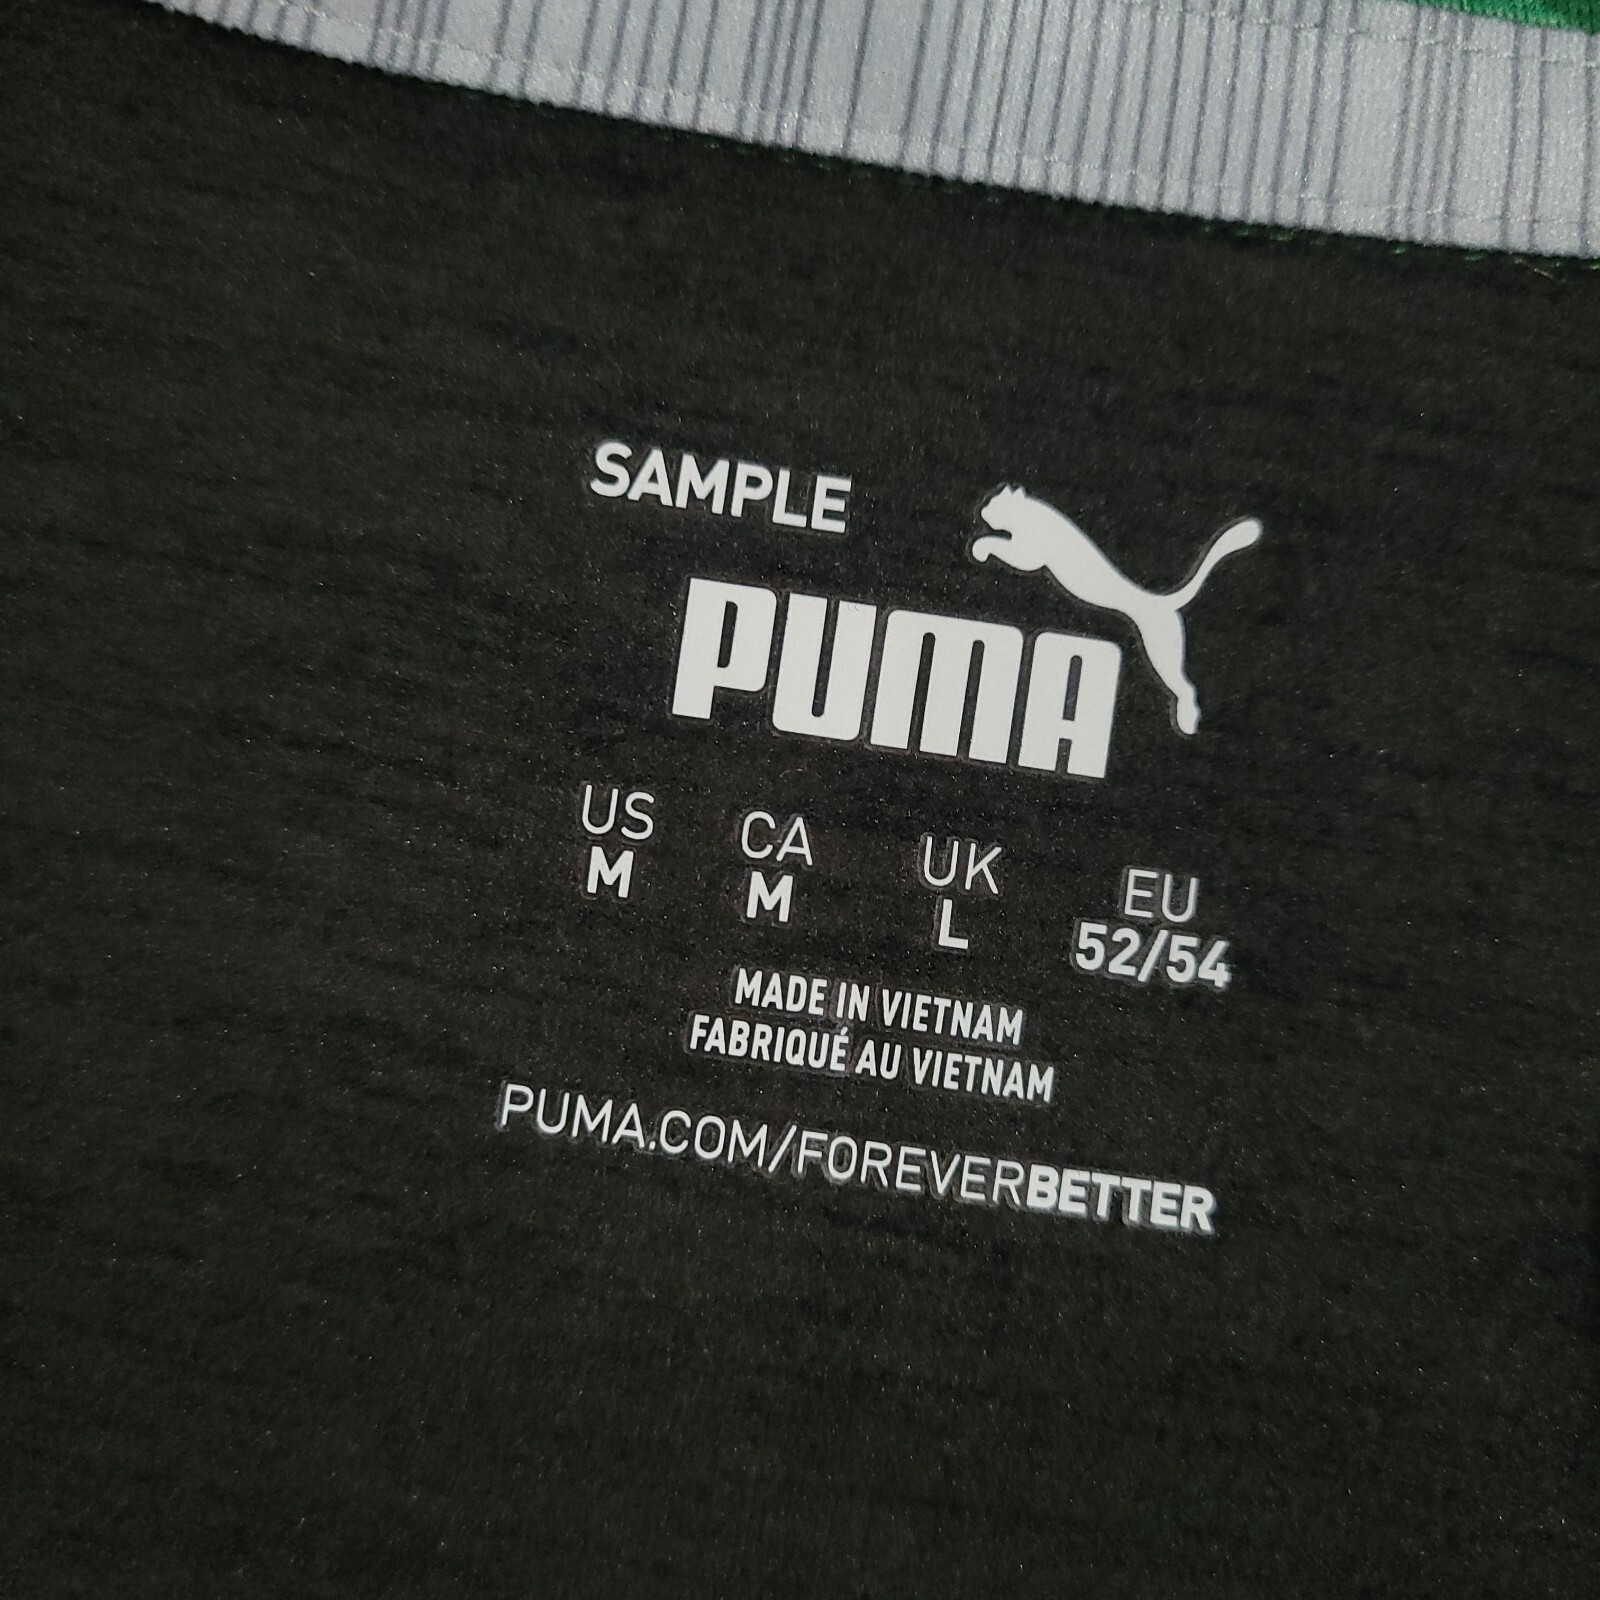 SAMPLE
PUMA
US CA UK EU
M M L 52/54
MADE IN VIETNAM
FABRIQUÉ AU VIETNAM
PUMA.COM/FOREVERBETTER